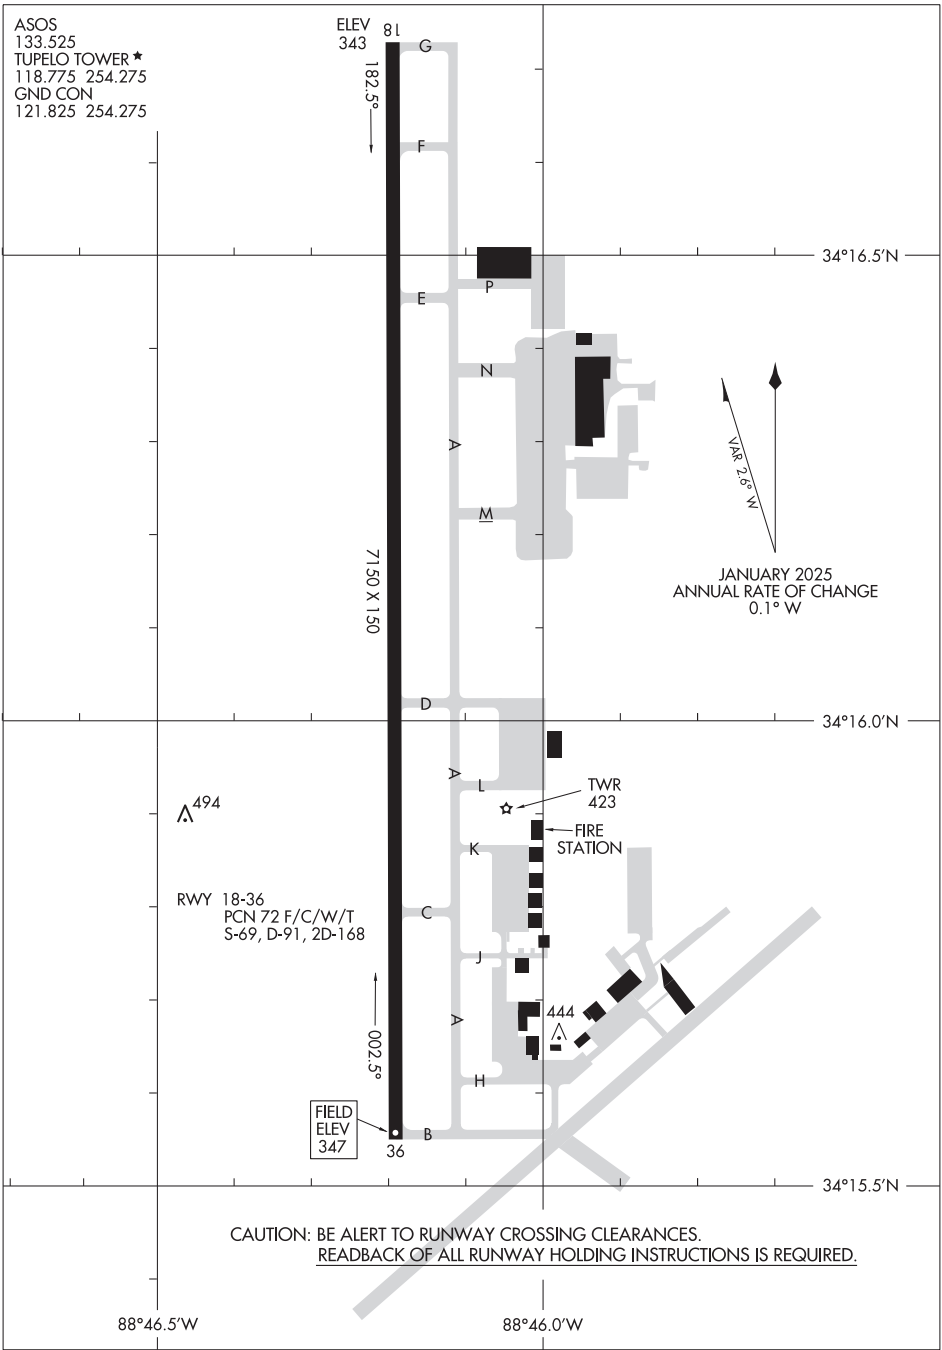 ASOS
133.525
TUPELO TOWER ★
118.775 254.275
GND CON
121.825 254.275
ELEV
343
18
G
182.5°
F
34°16.5'N
P
E
N
A
VAR 2.6° W
M
7150 X 150
JANUARY 2025
ANNUAL RATE OF CHANGE
0.1° W
D
34°16.0'N
A
L
TWR
423
494
FIRE
STATION
K
RWY 18-36
PCN 72 F/C/W/T
S-69, D-91, 2D-168
C
J
444
A
002.5°
H
FIELD
ELEV
347
B
36
34°15.5'N
CAUTION: BE ALERT TO RUNWAY CROSSING CLEARANCES.
READBACK OF ALL RUNWAY HOLDING INSTRUCTIONS IS REQUIRED.
88°46.5'W
88°46.0'W